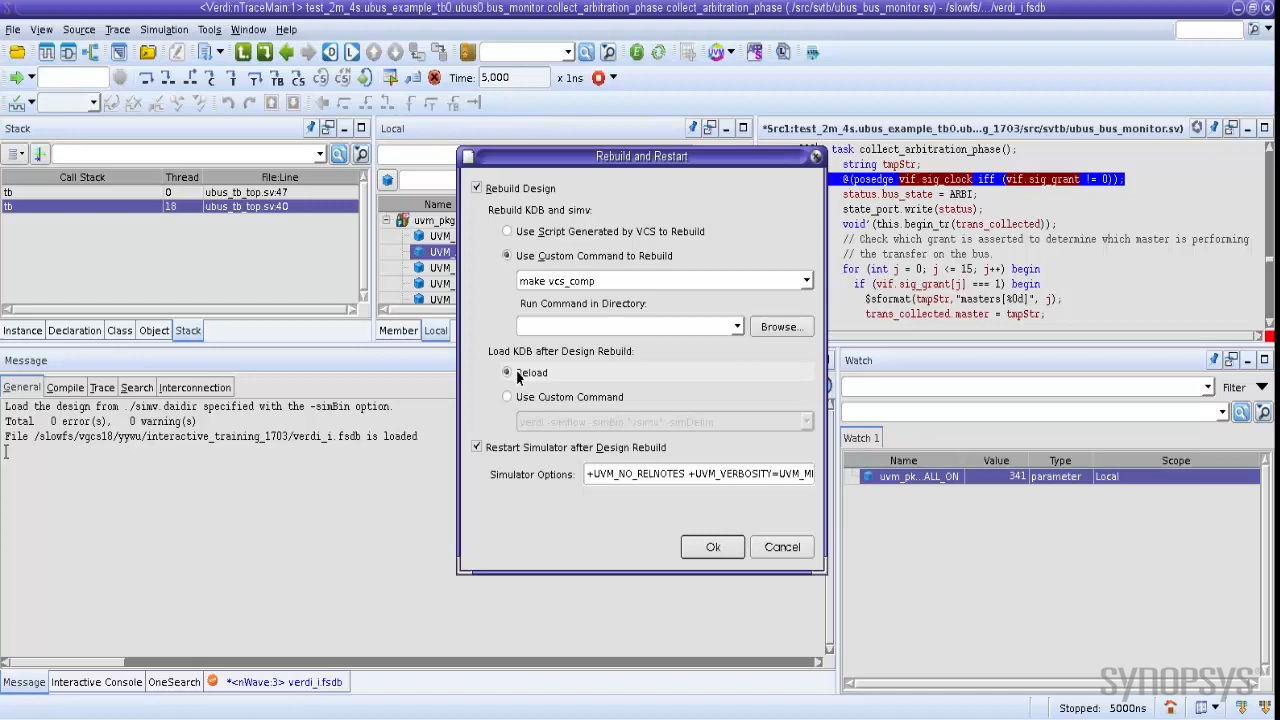 <Verdi:nTraceMain:1> test_2m_4s.ubus_example_tb0.ubus0.bus_monitor.collect_arbitration_phase collect_arbitration_phase (./src/svtb/ubus_bus_monitor.sv) - /slowfs/.../verdi_i.fsdb
File View Source Trace Simulation Tools Window Help
Time: 5,000 x 1ns
Stack
Local
*Src1:test_2m_4s.ubus_example_tb0.ub...g_1703/src/svtb/ubus_bus_monitor.sv)
Call Stack Thread File:Line
tb 0 ubus_tb_top.sv:47
tb 18 ubus_tb_top.sv:40
Name
uvm_pkg
UVM_
UVM_
UVM_
UVM_
UVM_
task collect_arbitration_phase();
string tmpStr;
@(posedge vif.sig_clock iff (vif.sig_grant != 0));
status.bus_state = ARBI;
state_port.write(status);
void'(this.begin_tr(trans_collected));
// Check which grant is asserted to determine which master is performing
// the transfer on the bus.
for (int j = 0; j <= 15; j++) begin
if (vif.sig_grant[j] === 1) begin
$sformat(tmpStr,"masters[%0d]", j);
trans_collected.master = tmpStr;
Instance Declaration Class Object Stack
Member Local
Rebuild and Restart
Rebuild Design
Rebuild KDB and simv:
Use Script Generated by VCS to Rebuild
Use Custom Command to Rebuild
make vcs_comp
Run Command in Directory:
Browse...
Load KDB after Design Rebuild:
Reload
Use Custom Command
Restart Simulator after Design Rebuild
Simulator Options: +UVM_NO_RELNOTES +UVM_VERBOSITY=UVM_MI
Ok Cancel
Message
General Compile Trace Search Interconnection
Load the design from ./simv.daidir specified with the -simBin option.
Total 0 error(s), 0 warning(s)
File /slowfs/vgcs18/yywu/interactive_training_1703/verdi_i.fsdb is loaded
Watch
Filter
Watch 1
Name Value Type Scope
uvm_pk...ALL_ON 341 parameter Local
Message Interactive Console OneSearch *<nWave:3> verdi_i.fsdb
SYNOPSYS
Stopped: 5000ns